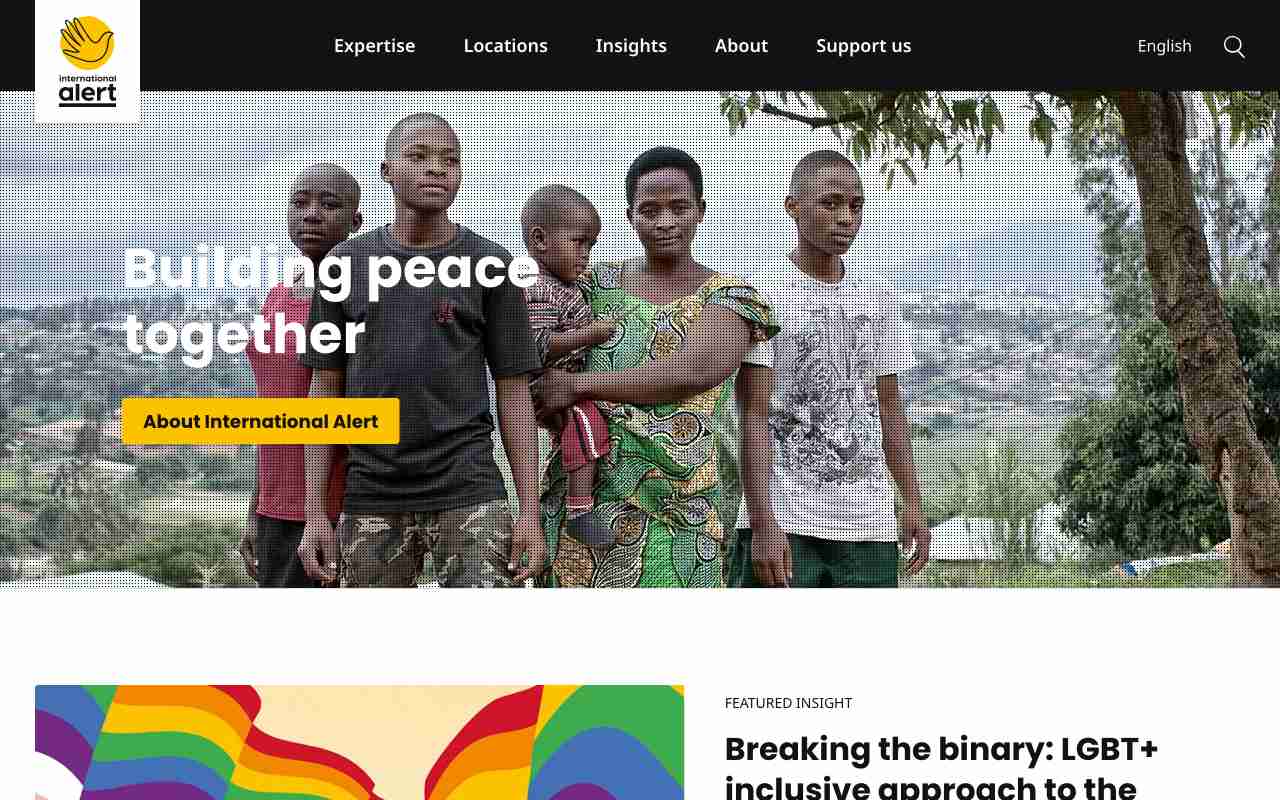 international
alert
Expertise
Locations
Insights
About
Support us
English
Building peace
together
About International Alert
FEATURED INSIGHT
Breaking the binary: LGBT+
inclusive approach to the